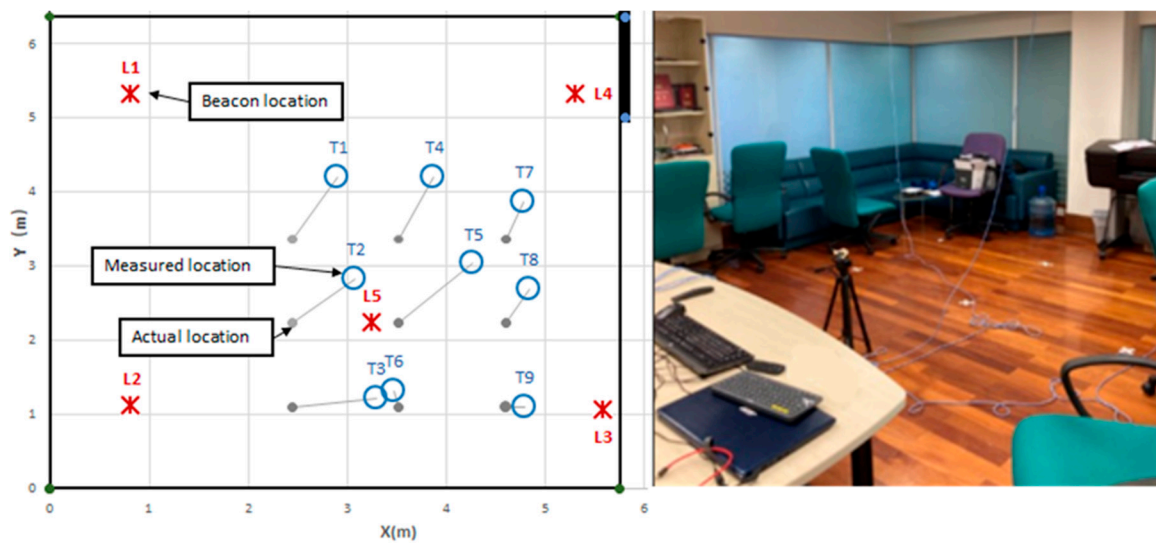 6
L1
Beacon location
L4
5
T1
T4
4
T7
T2
T5
3
Measured location
T8
L5
Actual location
2
T3
T6
L2
T9
1
L3
0
0
1
2
3
4
5
6
X(m)
Y (m)